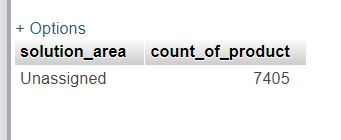 + Options
solution_area count_of_product
Unassigned 7405